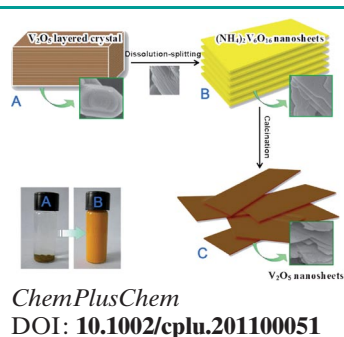 V₂O₅ layered crystal
(NH₄)₂V₆O₁₆ nanosheets
Dissolution-splitting
A
B
Calcination
A
B
C
V₂O₅ nanosheets
ChemPlusChem
DOI: 10.1002/cplu.201100051